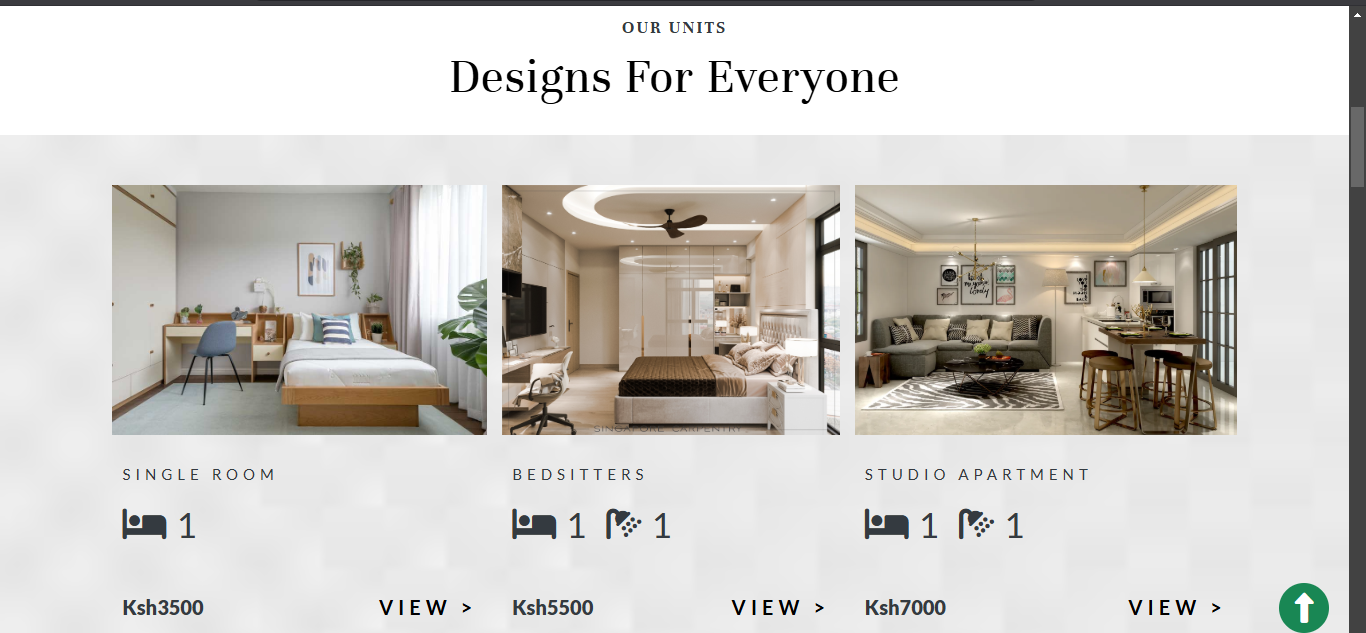 OUR UNITS
Designs For Everyone
SINGAPORE CARPENTRY
SINGLE ROOM
1
Ksh3500
VIEW >
BEDSITTERS
1 1
Ksh5500
VIEW >
STUDIO APARTMENT
1 1
Ksh7000
VIEW >